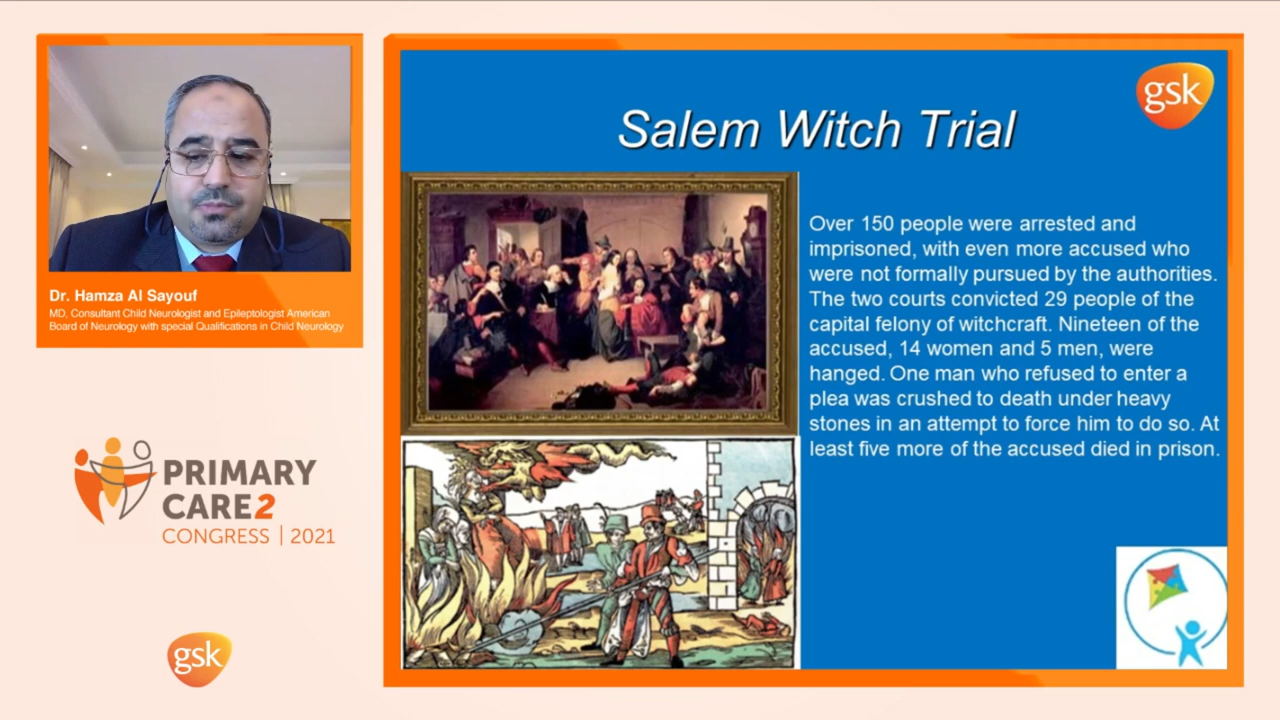 Dr. Hamza Al Sayouf
MD, Consultant Child Neurologist and Epileptologist American
Board of Neurology with special Qualifications in Child Neurology
PRIMARY
CARE2
CONGRESS | 2021
gsk
gsk
Salem Witch Trial
Over 150 people were arrested and
imprisoned, with even more accused who
were not formally pursued by the authorities.
The two courts convicted 29 people of the
capital felony of witchcraft. Nineteen of the
accused, 14 women and 5 men, were
hanged. One man who refused to enter a
plea was crushed to death under heavy
stones in an attempt to force him to do so. At
least five more of the accused died in prison.